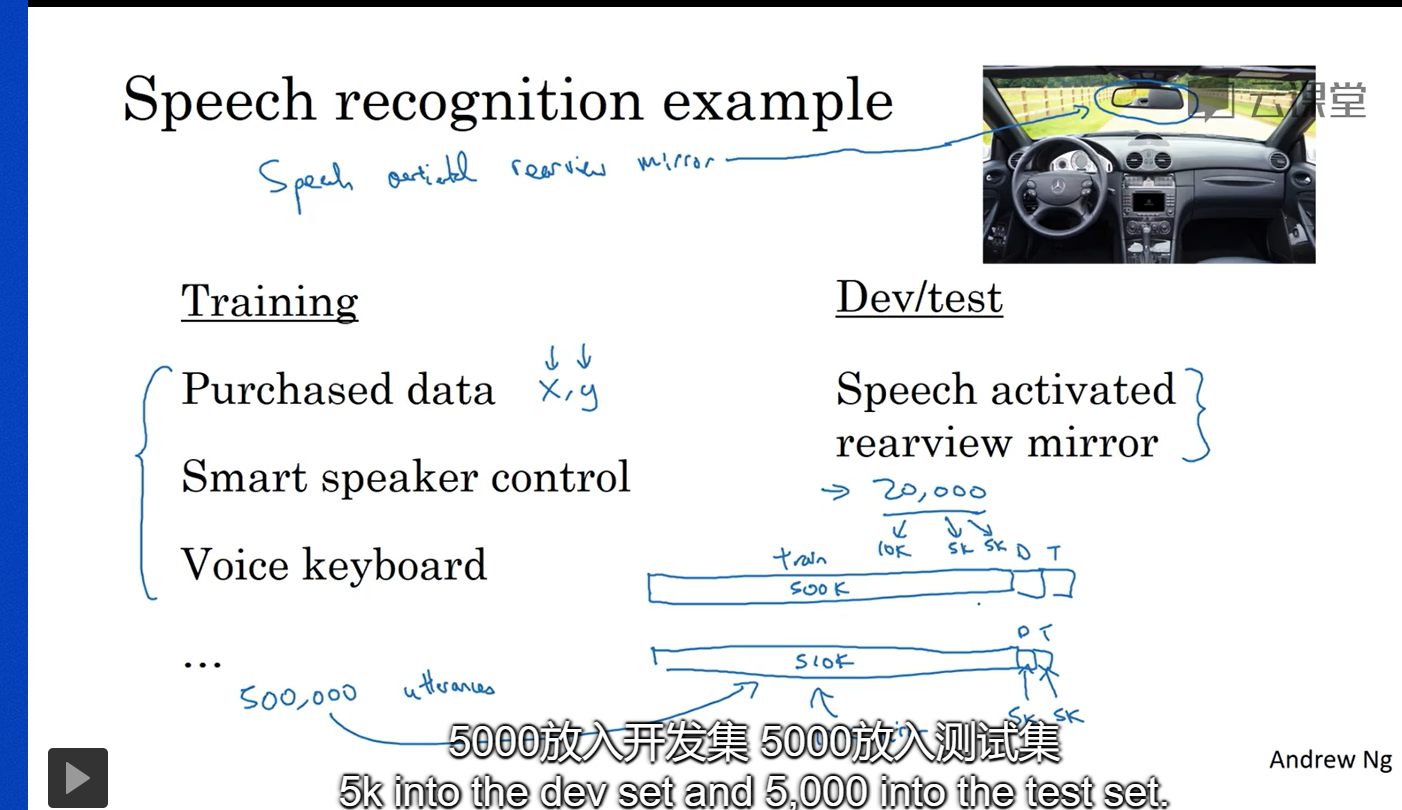 Speech recognition example
云课堂
Speech rearview mirror
Training
Purchased data x, y
Smart speaker control
Voice keyboard
...
500,000 utterances
Dev/test
Speech activated
rearview mirror
→ 20,000
10K 5K 5K D T
train
500K
D T
510K
5K 5K
5000放入开发集 5000放入测试集
5k into the dev set and 5,000 into the test set.
Andrew Ng